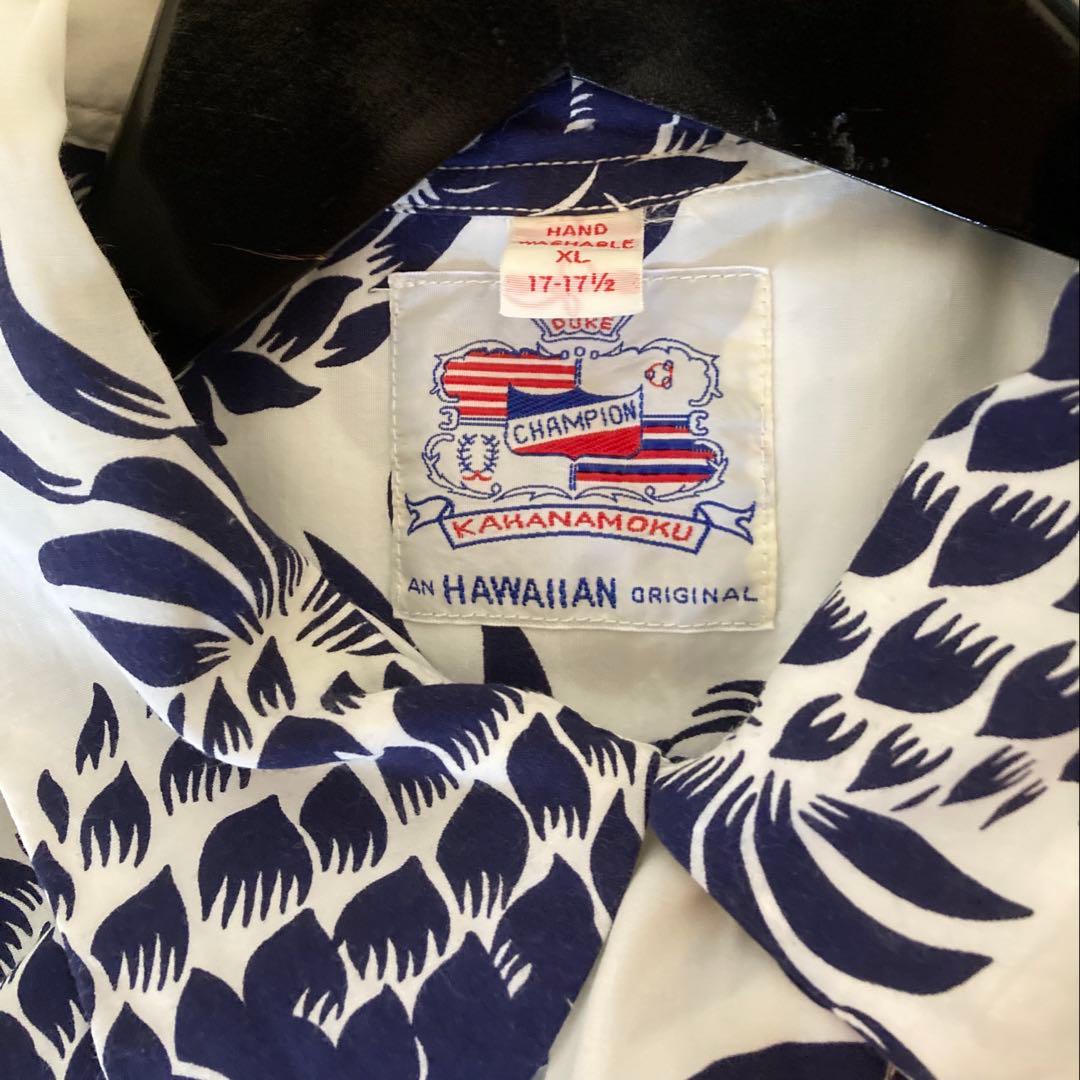 HAND
WASHABLE
XL
17-17½
DUKE
CHAMPION
KAHANAMOKU
AN HAWAIIAN ORIGINAL